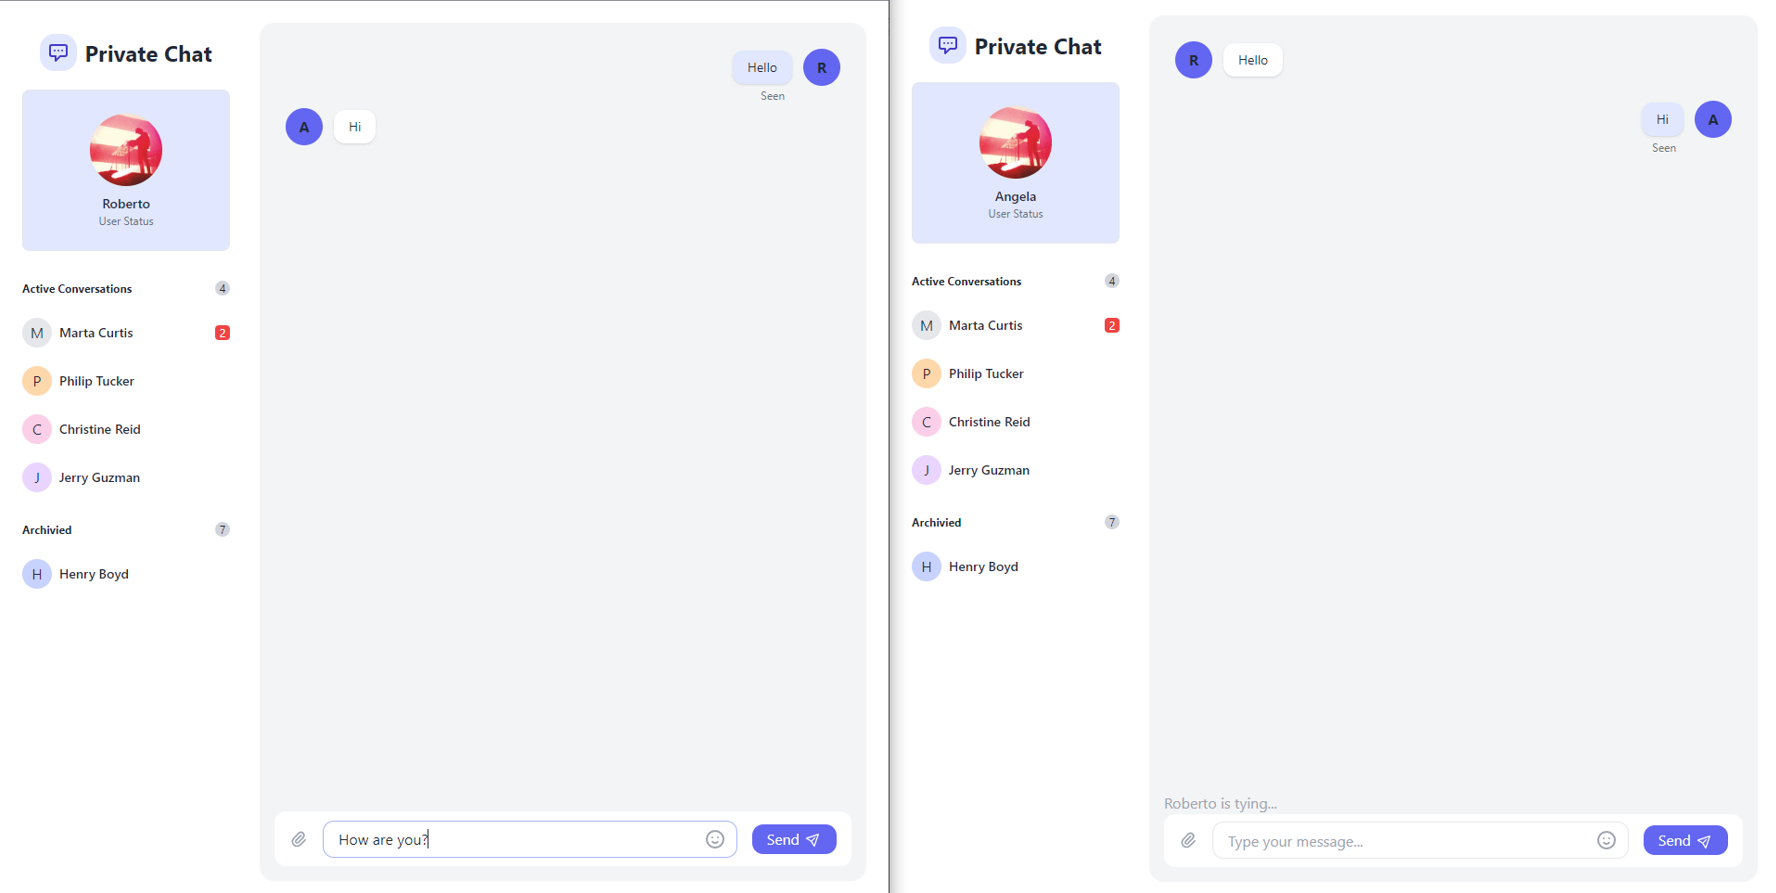 Private Chat
Roberto
User Status
Active Conversations 4
M Marta Curtis 2
P Philip Tucker
C Christine Reid
J Jerry Guzman
Archivied 7
H Henry Boyd
Hello R
Seen
A Hi
How are you?
Send
Private Chat
Angela
User Status
Active Conversations 4
M Marta Curtis 2
P Philip Tucker
C Christine Reid
J Jerry Guzman
Archivied 7
H Henry Boyd
R Hello
Hi A
Seen
Roberto is tying...
Type your message...
Send